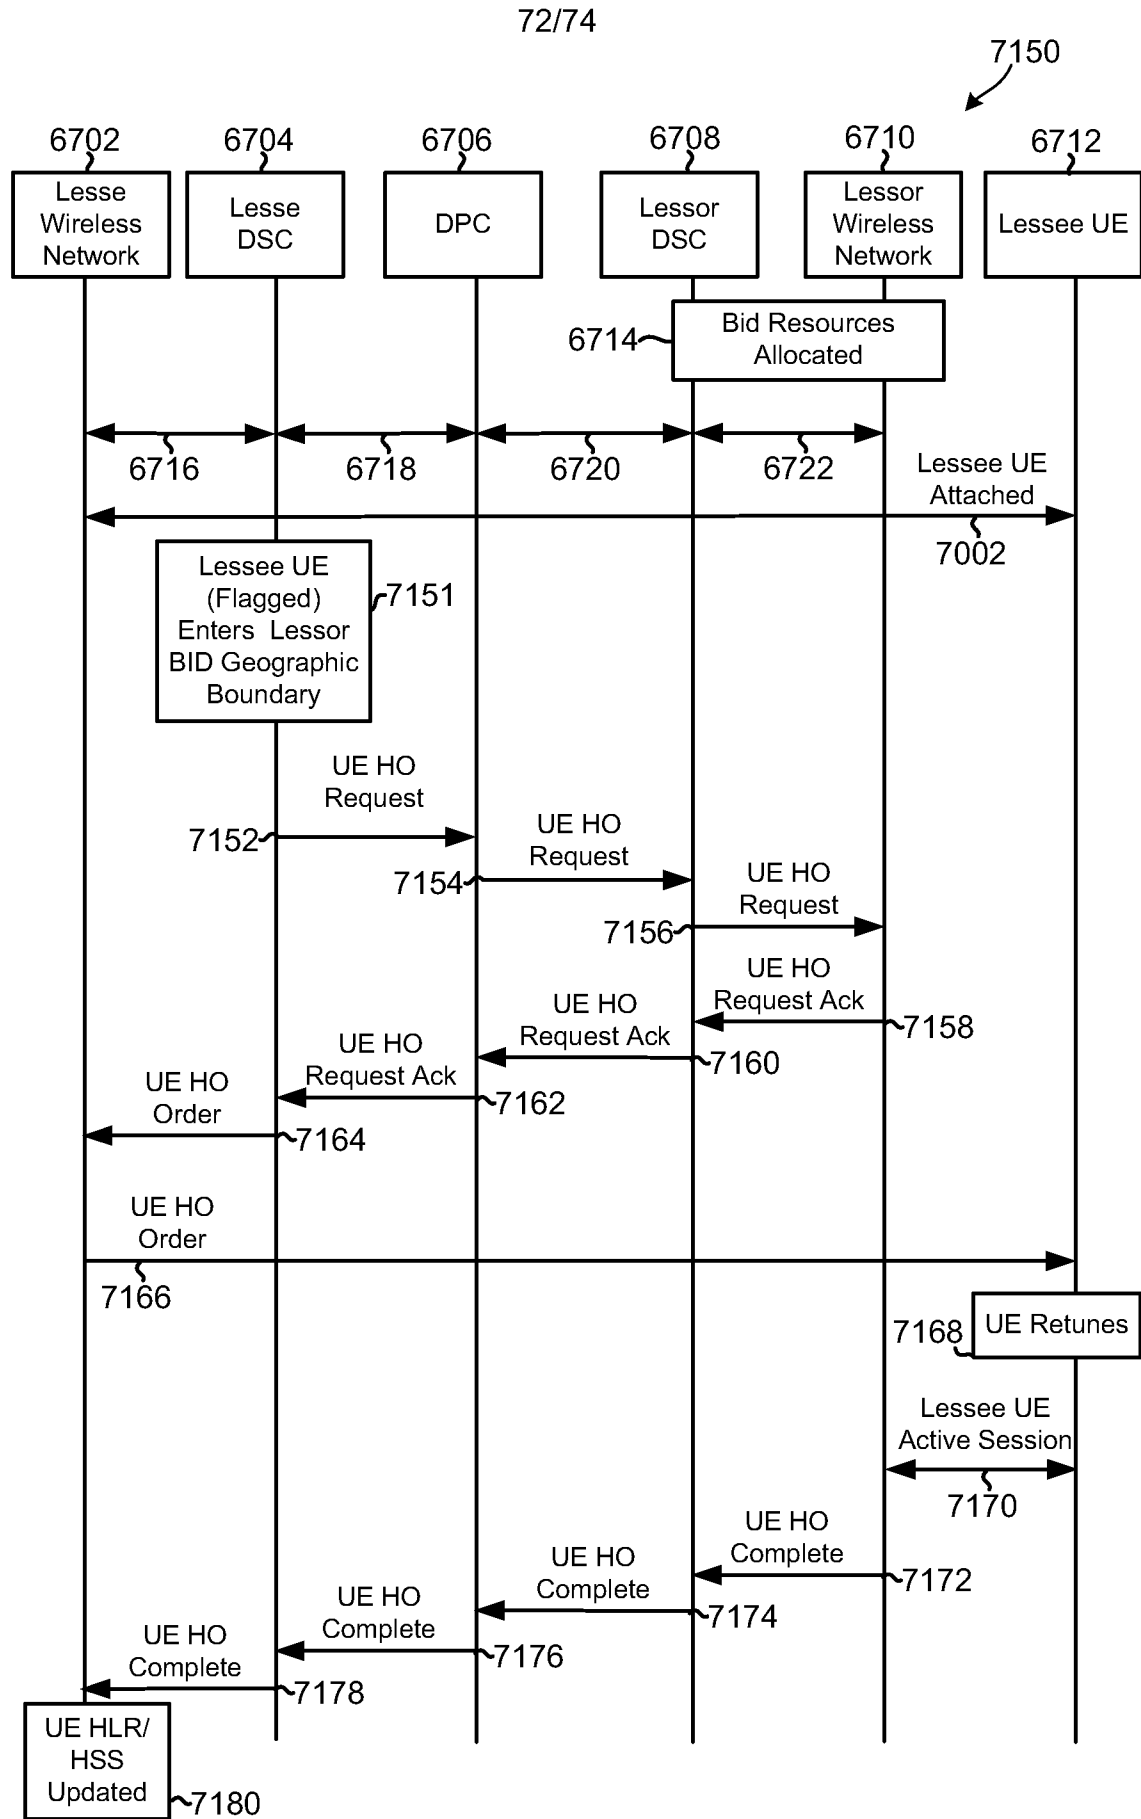 72/74
7150
6702
6704
6706
6708
6710
6712
Lesse
Wireless
Network
Lesse
DSC
DPC
Lessor
DSC
Lessor
Wireless
Network
Lessee UE
6714
Bid Resources
Allocated
6716
6718
6720
6722
Lessee UE
Attached
7002
Lessee UE
(Flagged)
Enters Lessor
BID Geographic
Boundary
7151
UE HO
Request
7152
UE HO
Request
7154
UE HO
Request
7156
UE HO
Request Ack
7158
UE HO
Request Ack
7160
UE HO
Request Ack
7162
UE HO
Order
7164
UE HO
Order
7166
7168
UE Retunes
Lessee UE
Active Session
7170
UE HO
Complete
7172
UE HO
Complete
7174
UE HO
Complete
7176
UE HO
Complete
7178
UE HLR/
HSS
Updated
7180